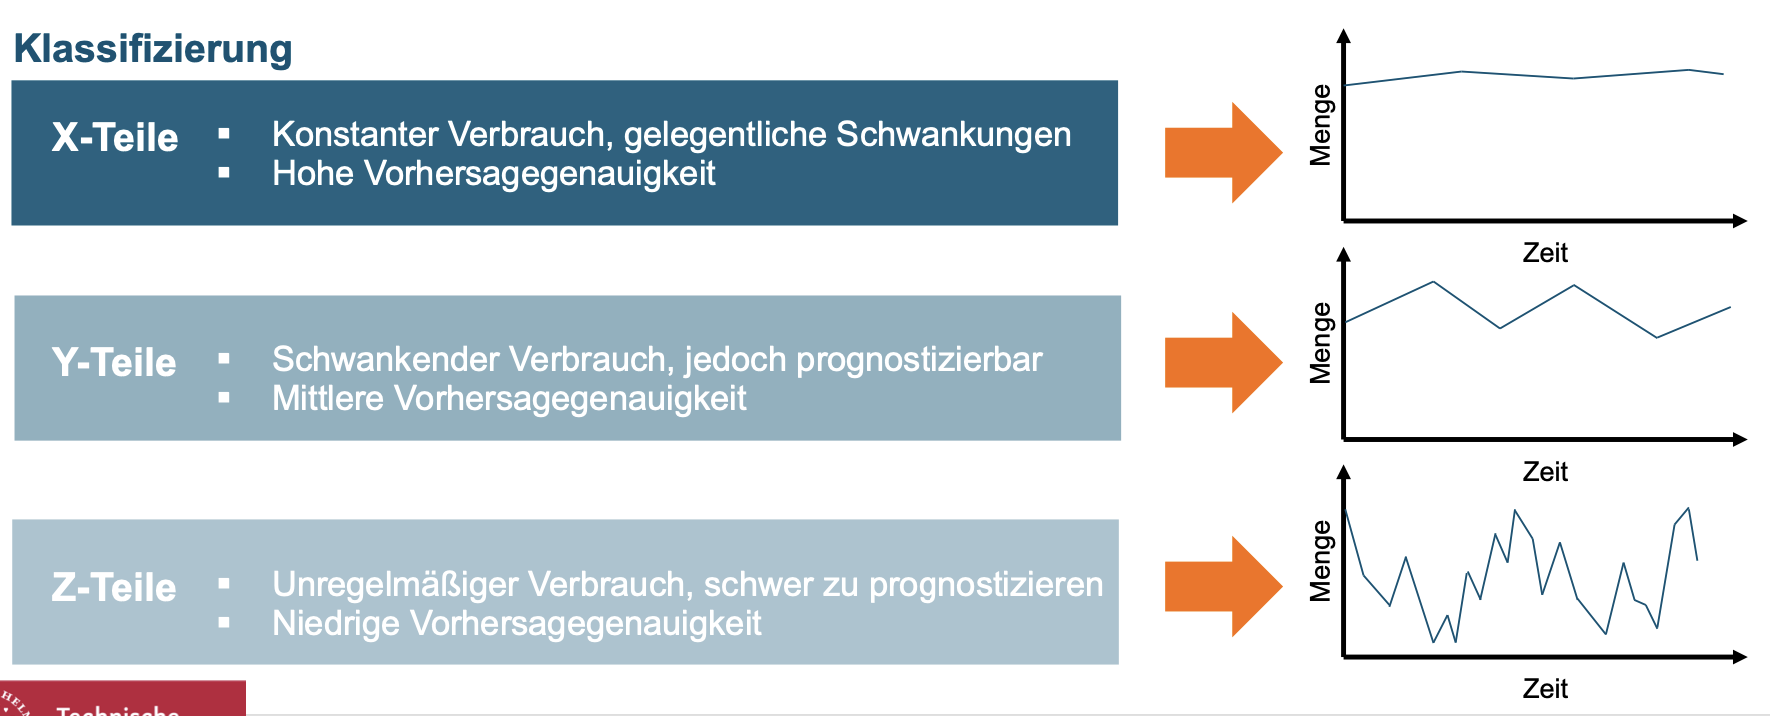 Klassifizierung
X-Teile
▪ Konstanter Verbrauch, gelegentliche Schwankungen
▪ Hohe Vorhersagegenauigkeit
Menge
Zeit
Y-Teile
▪ Schwankender Verbrauch, jedoch prognostizierbar
▪ Mittlere Vorhersagegenauigkeit
Menge
Zeit
Z-Teile
▪ Unregelmäßiger Verbrauch, schwer zu prognostizieren
▪ Niedrige Vorhersagegenauigkeit
Menge
Zeit
Technische